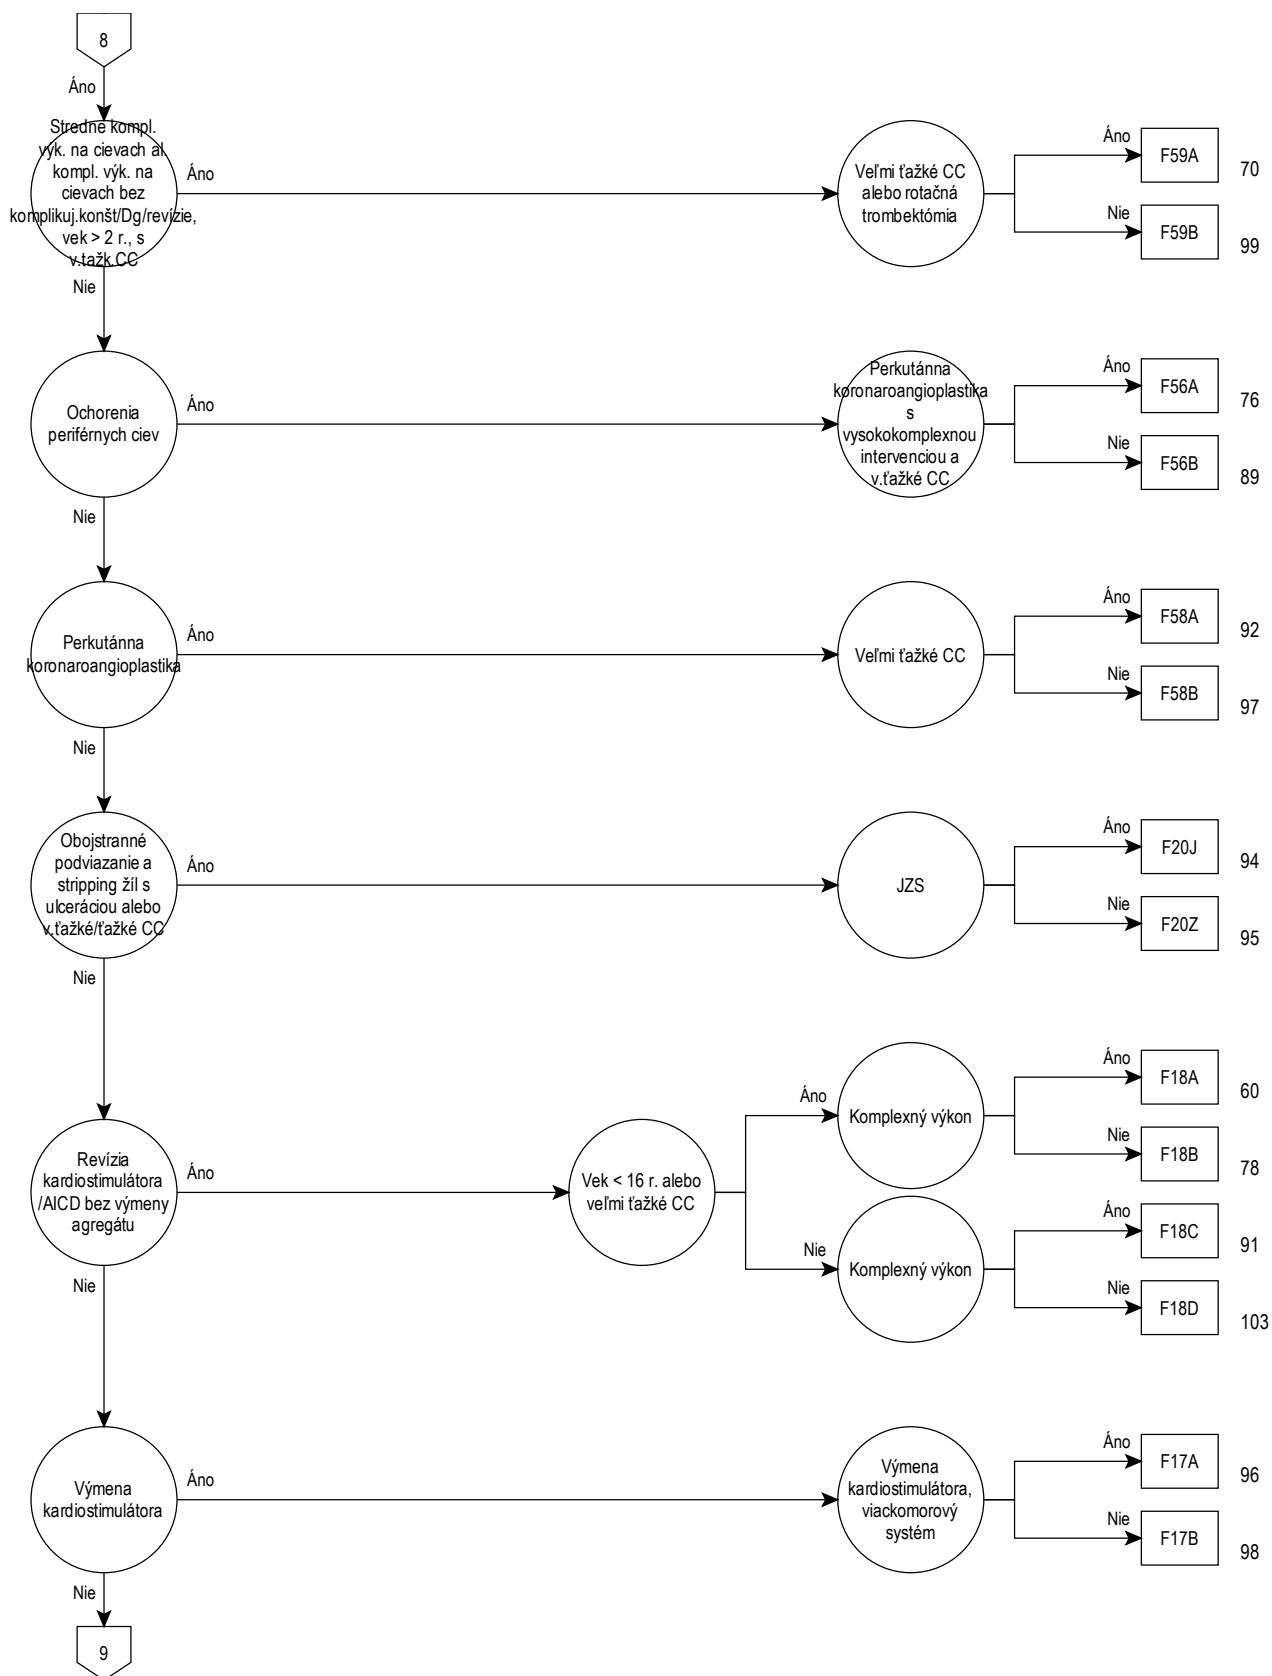 8
Áno
Stredne kompl.
výk. na cievach al.
kompl. výk. na
cievach bez
komplikuj.konšt/Dg/revízie,
vek > 2 r., s
v.tažk.CC
Áno
Veľmi ťažké CC
alebo rotačná
trombektómia
Áno
F59A
70
Nie
F59B
99
Nie
Ochorenia
periférnych ciev
Áno
Perkutánna
koronaroangioplastika
s
vysokokomplexnou
intervenciou a
v.ťažké CC
Áno
F56A
76
Nie
F56B
89
Nie
Perkutánna
koronaroangioplastika
Áno
Veľmi ťažké CC
Áno
F58A
92
Nie
F58B
97
Nie
Obojstranné
podviazanie a
stripping žíl s
ulceráciou alebo
v.ťažké/ťažké CC
Áno
JZS
Áno
F20J
94
Nie
F20Z
95
Nie
Revízia
kardiostimulátora
/AICD bez výmeny
agregátu
Áno
Vek < 16 r. alebo
veľmi ťažké CC
Áno
Komplexný výkon
Áno
F18A
60
Nie
F18B
78
Nie
Komplexný výkon
Áno
F18C
91
Nie
F18D
103
Nie
Výmena
kardiostimulátora
Áno
Výmena
kardiostimulátora,
viackomorový
systém
Áno
F17A
96
Nie
F17B
98
Nie
9